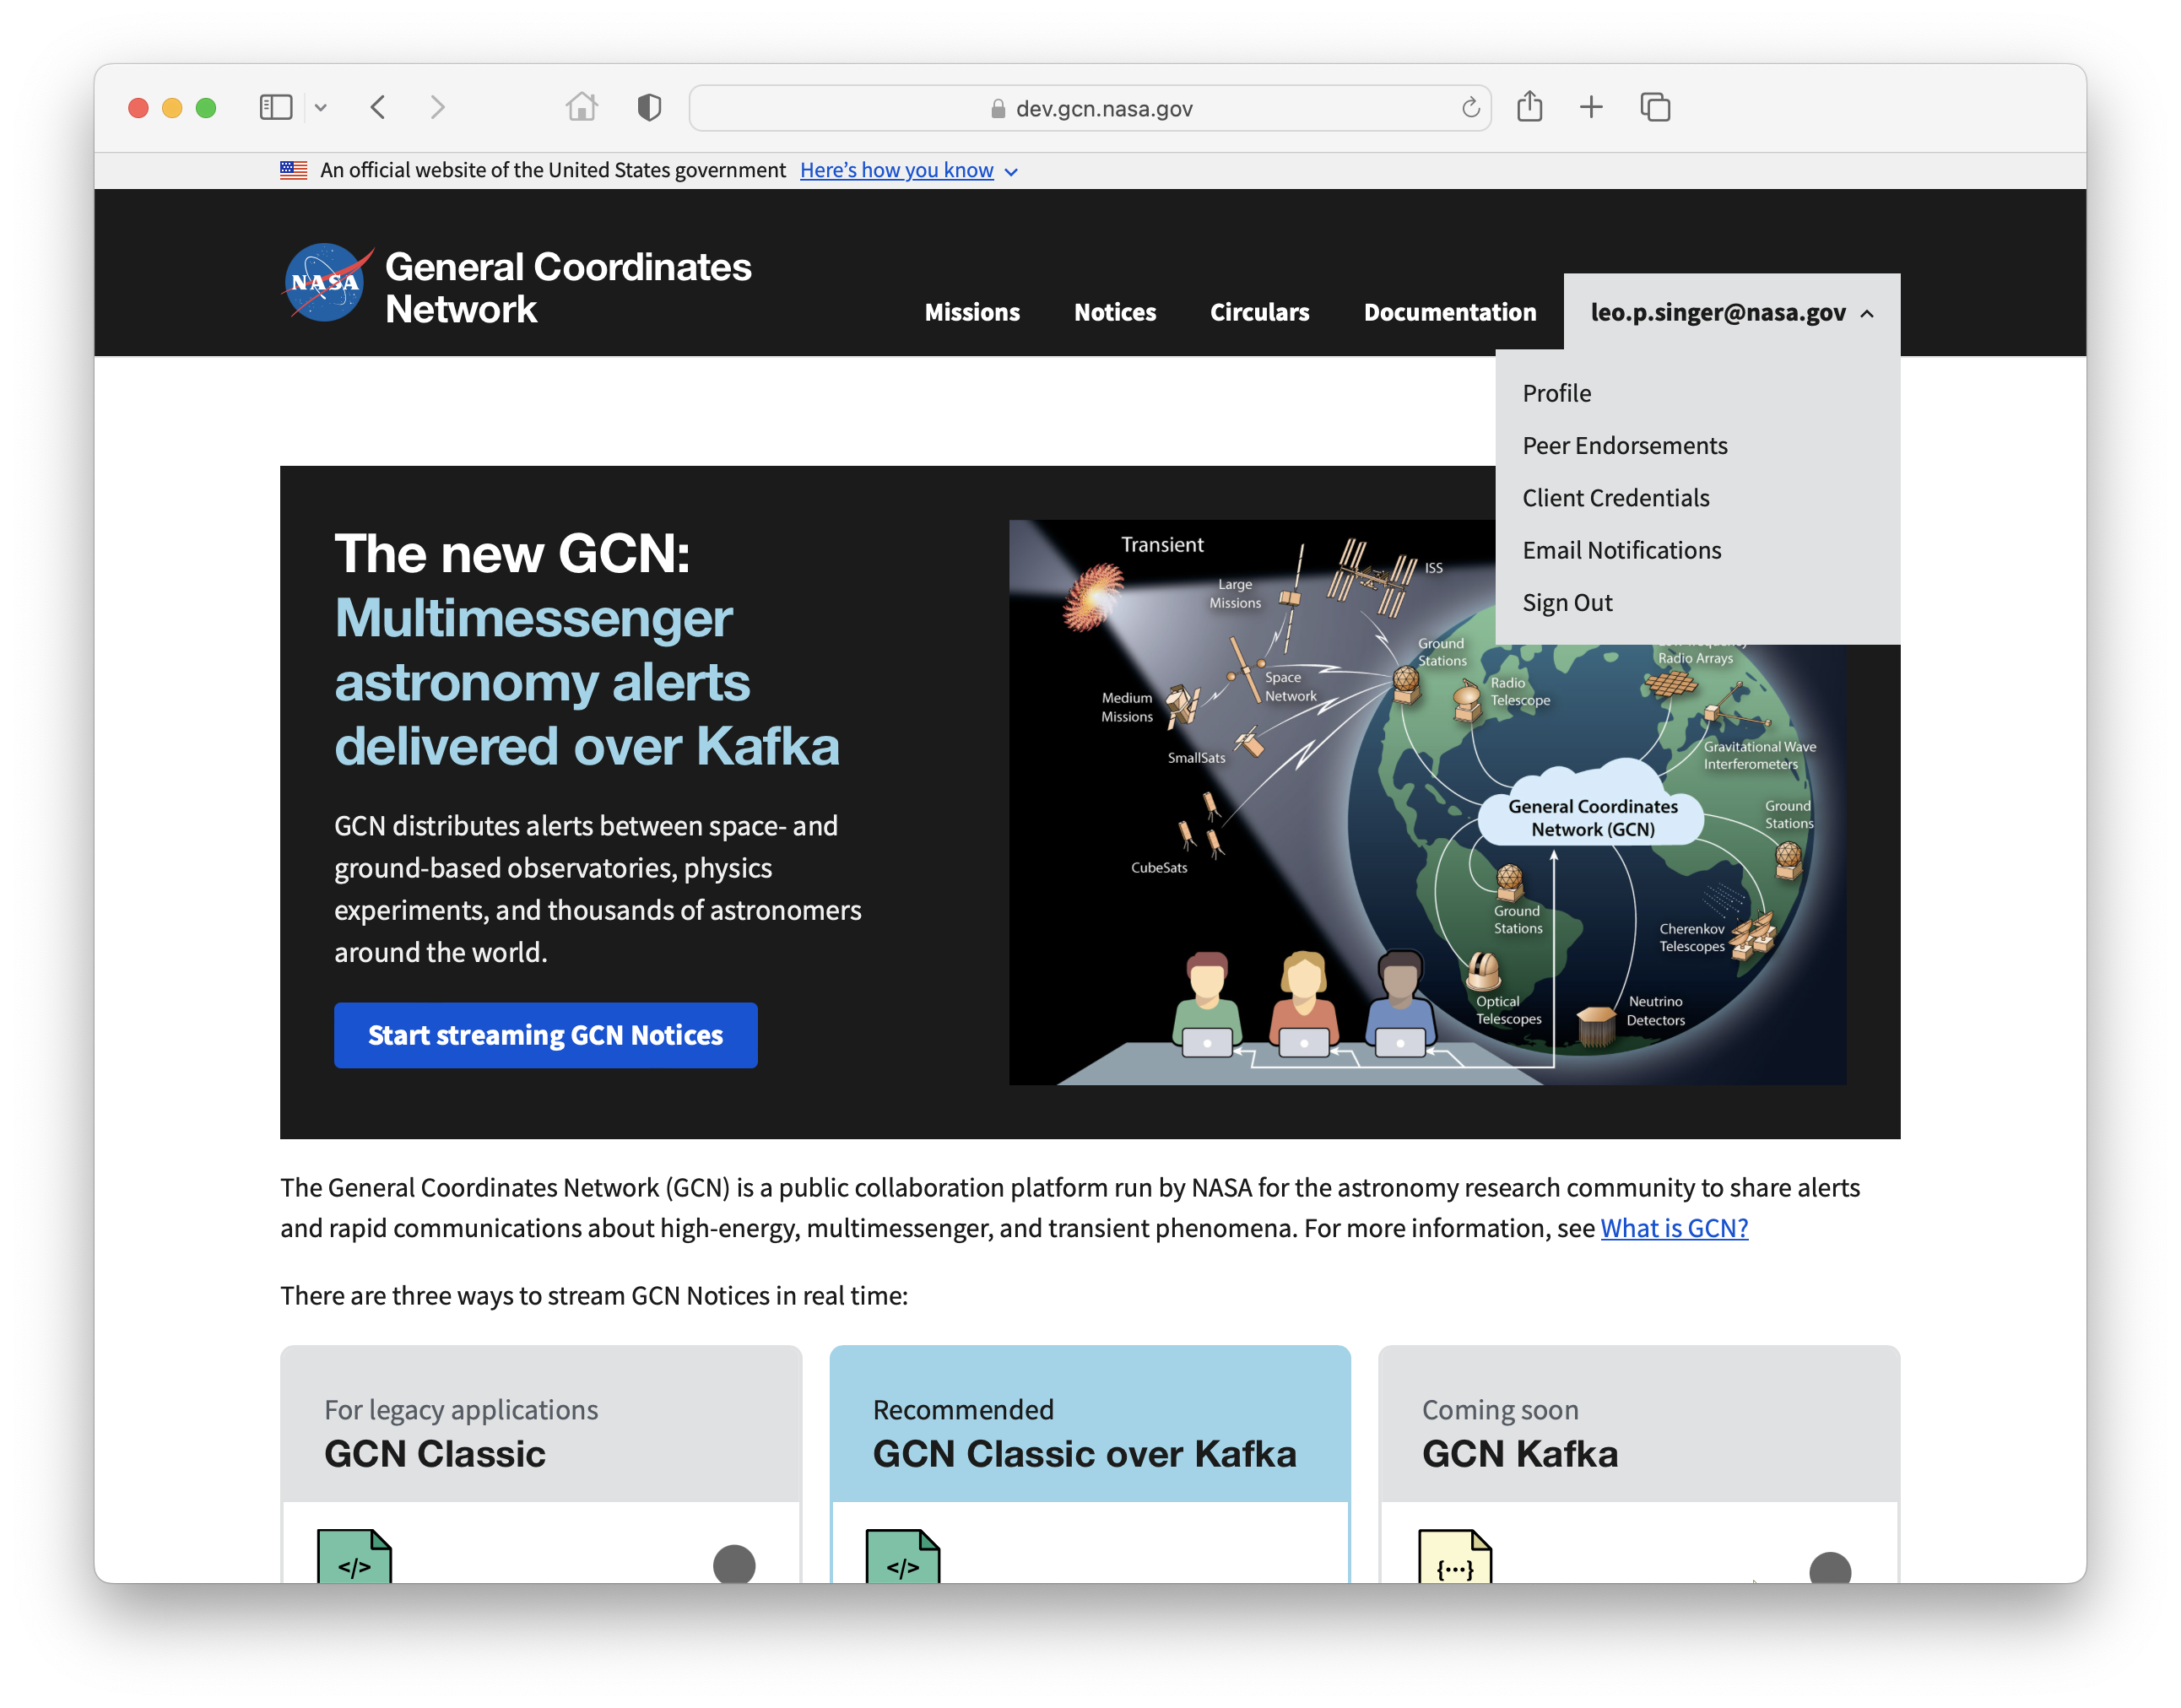 dev.gcn.nasa.gov
An official website of the United States government Here’s how you know
NASA
General Coordinates
Network
Missions Notices Circulars Documentation leo.p.singer@nasa.gov
Profile
Peer Endorsements
Client Credentials
Email Notifications
Sign Out
The new GCN:
Multimessenger
astronomy alerts
delivered over Kafka
GCN distributes alerts between space- and
ground-based observatories, physics
experiments, and thousands of astronomers
around the world.
Start streaming GCN Notices
Transient
Large
Missions
ISS
Ground
Stations
Radio Arrays
Space
Network
Radio
Telescope
Medium
Missions
SmallSats
Gravitational Wave
Interferometers
General Coordinates
Network (GCN)
Ground
Stations
CubeSats
Ground
Stations
Cherenkov
Telescopes
Optical
Telescopes
Neutrino
Detectors
The General Coordinates Network (GCN) is a public collaboration platform run by NASA for the astronomy research community to share alerts
and rapid communications about high-energy, multimessenger, and transient phenomena. For more information, see What is GCN?
There are three ways to stream GCN Notices in real time:
For legacy applications
GCN Classic
Recommended
GCN Classic over Kafka
Coming soon
GCN Kafka
</>
</>
{...}